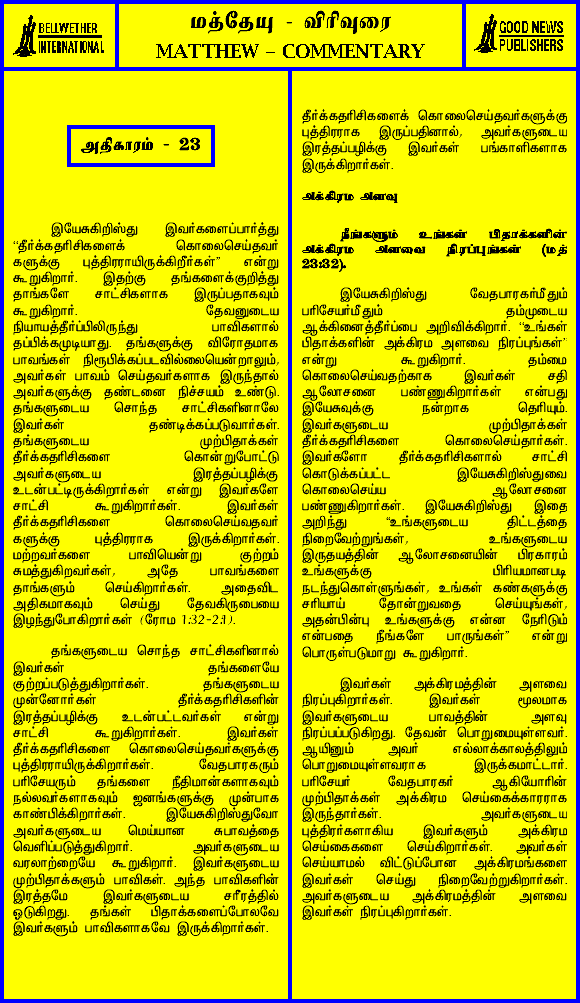 BELLWETHER
INTERNATIONAL
மத்தேயு - விரிவுரை
MATTHEW – COMMENTARY
GOOD NEWS
PUBLISHERS
அதிகாரம் - 23
இயேசுகிறிஸ்து இவர்களைப்பார்த்து
“தீர்க்கதரிசிகளைக் கொலைசெய்தவர்
களுக்கு புத்திரராயிருக்கிறீர்கள்” என்று
கூறுகிறார். இதற்கு தங்களைக்குறித்து
தாங்களே சாட்சிகளாக இருப்பதாகவும்
கூறுகிறார். தேவனுடைய
நியாயத்தீர்ப்பிலிருந்து பாவிகளால்
தப்பிக்கமுடியாது. தங்களுக்கு விரோதமாக
பாவங்கள் நிரூபிக்கப்படவில்லையென்றாலும்,
அவர்கள் பாவம் செய்தவர்களாக இருந்தால்
அவர்களுக்கு தண்டனை நிச்சயம் உண்டு.
தங்களுடைய சொந்த சாட்சிகளினாலே
இவர்கள் தண்டிக்கப்படுவார்கள்.
தங்களுடைய முற்பிதாக்கள்
தீர்க்கதரிசிகளை கொன்றுபோட்டு
அவர்களுடைய இரத்தப்பழிக்கு
உடன்பட்டிருக்கிறார்கள் என்று இவர்களே
சாட்சி கூறுகிறார்கள். இவர்கள்
தீர்க்கதரிசிகளை கொலைசெய்வதவர்
களுக்கு புத்திரராக இருக்கிறார்கள்.
மற்றவர்களை பாவியென்று குற்றம்
சுமத்துகிறவர்கள், அதே பாவங்களை
தாங்களும் செய்கிறார்கள். அதைவிட
அதிகமாகவும் செய்து தேவகிருபையை
இழந்துபோகிறார்கள் (ரோம 1:32-2:1).
தங்களுடைய சொந்த சாட்சிகளினால்
இவர்கள் தங்களையே
குற்றப்படுத்துகிறார்கள். தங்களுடைய
முன்னோர்கள் தீர்க்கதரிசிகளின்
இரத்தப்பழிக்கு உடன்பட்டவர்கள் என்று
சாட்சி கூறுகிறார்கள். இவர்கள்
தீர்க்கதரிசிகளை கொலைசெய்தவர்களுக்கு
புத்திரராயிருக்கிறார்கள். வேதபாரகரும்
பரிசேயரும் தங்களை நீதிமான்களாகவும்
நல்லவர்களாகவும் ஜனங்களுக்கு முன்பாக
காண்பிக்கிறார்கள். இயேசுகிறிஸ்துவோ
அவர்களுடைய மெய்யான சுபாவத்தை
வெளிப்படுத்துகிறார். அவர்களுடைய
வரலாற்றையே கூறுகிறார். இவர்களுடைய
முற்பிதாக்களும் பாவிகள். அந்த பாவிகளின்
இரத்தமே இவர்களுடைய சரீரத்தில்
ஓடுகிறது. தங்கள் பிதாக்களைப்போலவே
இவர்களும் பாவிகளாகவே இருக்கிறார்கள்.
தீர்க்கதரிசிகளைக் கொலைசெய்தவர்களுக்கு
புத்திரராக இருப்பதினால், அவர்களுடைய
இரத்தப்பழிக்கு இவர்கள் பங்காளிகளாக
இருக்கிறார்கள்.
அக்கிரம அளவு
நீங்களும் உங்கள் பிதாக்களின்
அக்கிரம அளவை நிரப்புங்கள் (மத்
23:32).
இயேசுகிறிஸ்து வேதபாரகர்மீதும்
பரிசேயர்மீதும் தம்முடைய
ஆக்கினைத்தீர்ப்பை அறிவிக்கிறார். “உங்கள்
பிதாக்களின் அக்கிரம அளவை நிரப்புங்கள்”
என்று கூறுகிறார். தம்மை
கொலைசெய்வதற்காக இவர்கள் சதி
ஆலோசனை பண்ணுகிறார்கள் என்பது
இயேசுவுக்கு நன்றாக தெரியும்.
இவர்களுடைய முற்பிதாக்கள்
தீர்க்கதரிசிகளை கொலைசெய்தார்கள்.
இவர்களோ தீர்க்கதரிசிகளால் சாட்சி
கொடுக்கப்பட்ட இயேசுகிறிஸ்துவை
கொலைசெய்ய ஆலோசனை
பண்ணுகிறார்கள். இயேசுகிறிஸ்து இதை
அறிந்து “உங்களுடைய திட்டத்தை
நிறைவேற்றுங்கள், உங்களுடைய
இருதயத்தின் ஆலோசனையின் பிரகாரம்
உங்களுக்கு பிரியமானபடி
நடந்துகொள்ளுங்கள், உங்கள் கண்களுக்கு
சரியாய் தோன்றுவதை செய்யுங்கள்,
அதன்பின்பு உங்களுக்கு என்ன நேரிடும்
என்பதை நீங்களே பாருங்கள்” என்று
பொருள்படுமாறு கூறுகிறார்.
இவர்கள் அக்கிரமத்தின் அளவை
நிரப்புகிறார்கள். இவர்கள் மூலமாக
இவர்களுடைய பாவத்தின் அளவு
நிரப்பப்படுகிறது. தேவன் பொறுமையுள்ளவர்.
ஆயினும் அவர் எல்லாக்காலத்திலும்
பொறுமையுள்ளவராக இருக்கமாட்டார்.
பரிசேயர் வேதபாரகர் ஆகியோரின்
முற்பிதாக்கள் அக்கிரம செய்கைக்காரராக
இருந்தார்கள். அவர்களுடைய
புத்திரர்களாகிய இவர்களும் அக்கிரம
செய்கைகளை செய்கிறார்கள். அவர்கள்
செய்யாமல் விட்டுப்போன அக்கிரமங்களை
இவர்கள் செய்து நிறைவேற்றுகிறார்கள்.
அவர்களுடைய அக்கிரமத்தின் அளவை
இவர்கள் நிரப்புகிறார்கள்.